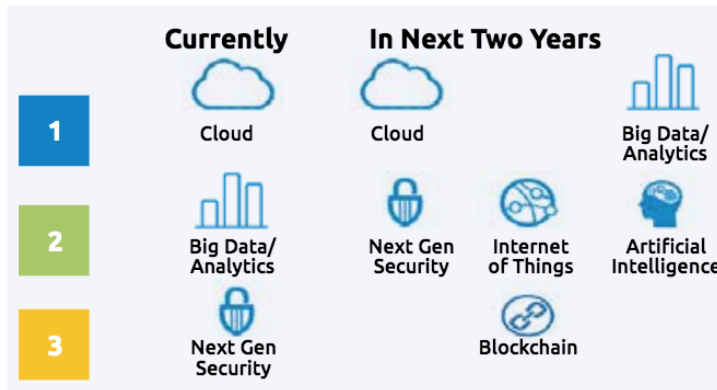 Currently In Next Two Years
1
Cloud Cloud Big Data/
Analytics
2
Big Data/ Next Gen Internet Artificial
Analytics Security of Things Intelligence
3
Next Gen Blockchain
Security